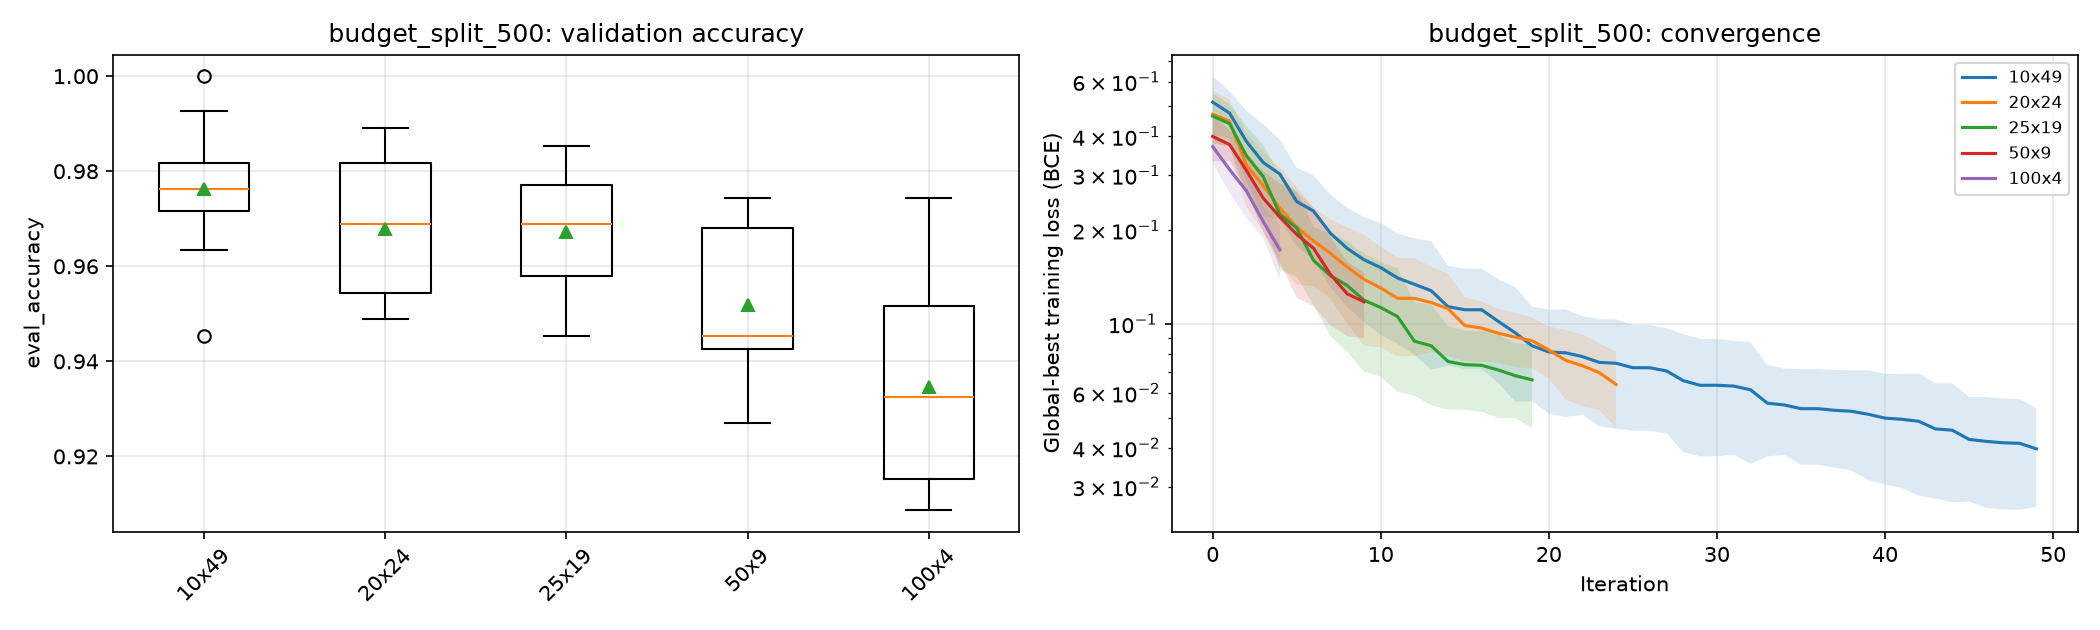 budget_split_500: validation accuracy
eval_accuracy
1.00
0.98
0.96
0.94
0.92
10x49
20x24
25x19
50x9
100x4
budget_split_500: convergence
Global-best training loss (BCE)
6 × 10⁻¹
4 × 10⁻¹
3 × 10⁻¹
2 × 10⁻¹
10⁻¹
6 × 10⁻²
4 × 10⁻²
3 × 10⁻²
0
10
20
30
40
50
Iteration
10x49
20x24
25x19
50x9
100x4